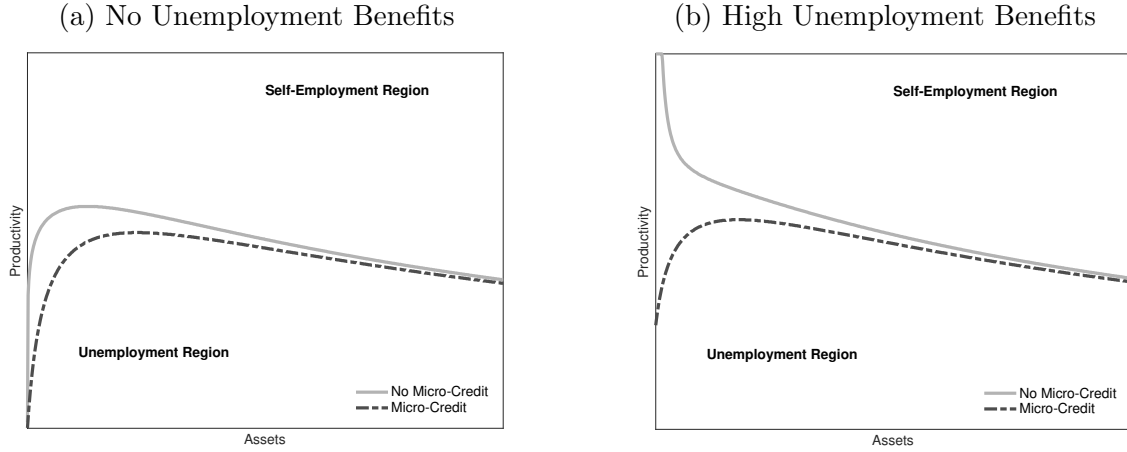 (a) No Unemployment Benefits
Self-Employment Region
Productivity
Unemployment Region
No Micro-Credit
Micro-Credit
Assets
(b) High Unemployment Benefits
Self-Employment Region
Productivity
Unemployment Region
No Micro-Credit
Micro-Credit
Assets